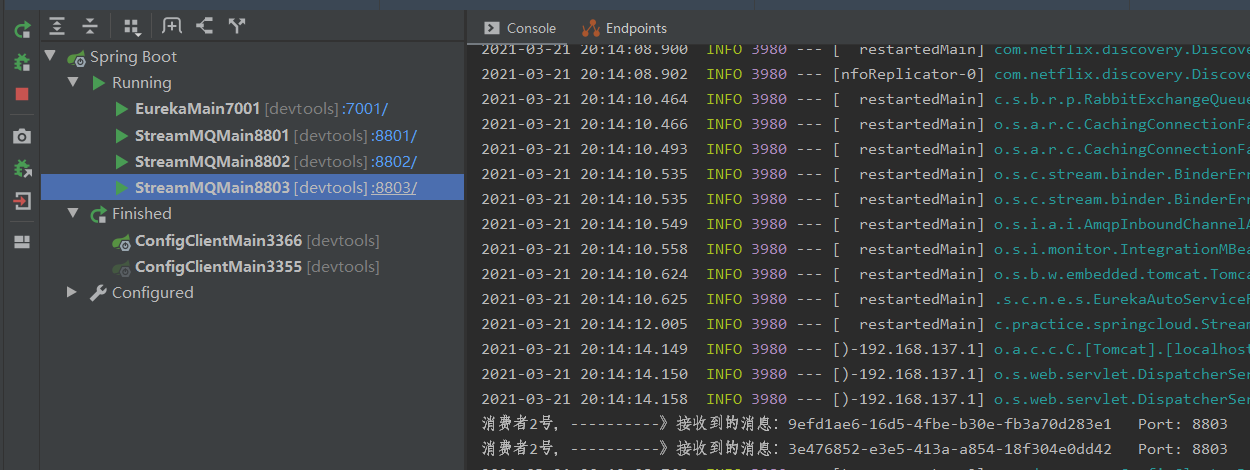 Console Endpoints
Spring Boot
Running
EurekaMain7001 [devtools] :7001/
StreamMQMain8801 [devtools] :8801/
StreamMQMain8802 [devtools] :8802/
StreamMQMain8803 [devtools] :8803/
Finished
ConfigClientMain3366 [devtools]
ConfigClientMain3355 [devtools]
Configured
2021-03-21 20:14:08.900 INFO 3980 --- [ restartedMain] com.netflix.discovery.Discove
2021-03-21 20:14:08.902 INFO 3980 --- [nfoReplicator-0] com.netflix.discovery.Discove
2021-03-21 20:14:10.464 INFO 3980 --- [ restartedMain] c.s.b.r.p.RabbitExchangeQueue
2021-03-21 20:14:10.466 INFO 3980 --- [ restartedMain] o.s.a.r.c.CachingConnectionFa
2021-03-21 20:14:10.493 INFO 3980 --- [ restartedMain] o.s.a.r.c.CachingConnectionFa
2021-03-21 20:14:10.535 INFO 3980 --- [ restartedMain] o.s.c.stream.binder.BinderErr
2021-03-21 20:14:10.535 INFO 3980 --- [ restartedMain] o.s.c.stream.binder.BinderErr
2021-03-21 20:14:10.549 INFO 3980 --- [ restartedMain] o.s.i.a.i.AmqpInboundChannelA
2021-03-21 20:14:10.558 INFO 3980 --- [ restartedMain] o.s.i.monitor.IntegrationMBea
2021-03-21 20:14:10.624 INFO 3980 --- [ restartedMain] o.s.b.w.embedded.tomcat.Tomca
2021-03-21 20:14:10.625 INFO 3980 --- [ restartedMain] .s.c.n.e.s.EurekaAutoServiceR
2021-03-21 20:14:12.005 INFO 3980 --- [ restartedMain] c.practice.springcloud.Stream
2021-03-21 20:14:14.149 INFO 3980 --- [)-192.168.137.1] o.a.c.c.C.[Tomcat].[localhost
2021-03-21 20:14:14.150 INFO 3980 --- [)-192.168.137.1] o.s.web.servlet.DispatcherSer
2021-03-21 20:14:14.158 INFO 3980 --- [)-192.168.137.1] o.s.web.servlet.DispatcherSer
消费者2号，----------》接收到的消息：9efd1ae6-16d5-4fbe-b30e-fb3a70d283e1 Port: 8803
消费者2号，----------》接收到的消息：3e476852-e3e5-413a-a854-18f304e0dd42 Port: 8803